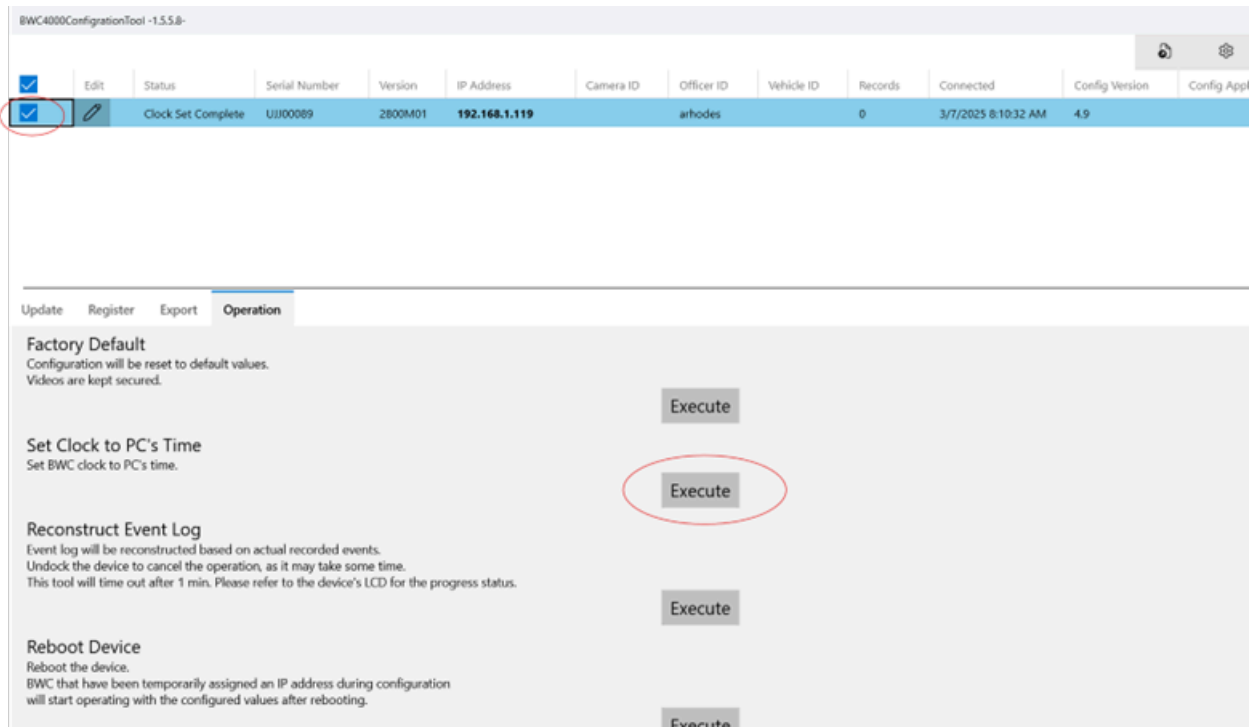 BWC4000ConfigrationTool -1.5.5.8-
Edit Status Serial Number Version IP Address Camera ID Officer ID Vehicle ID Records Connected Config Version Config Appl
Clock Set Complete UJJ00089 2800M01 192.168.1.119 arhodes 0 3/7/2025 8:10:32 AM 4.9
Update Register Export Operation
Factory Default
Configuration will be reset to default values.
Videos are kept secured.
Execute
Set Clock to PC's Time
Set BWC clock to PC's time.
Execute
Reconstruct Event Log
Event log will be reconstructed based on actual recorded events.
Undock the device to cancel the operation, as it may take some time.
This tool will time out after 1 min. Please refer to the device's LCD for the progress status.
Execute
Reboot Device
Reboot the device.
BWC that have been temporarily assigned an IP address during configuration
will start operating with the configured values after rebooting.
Execute